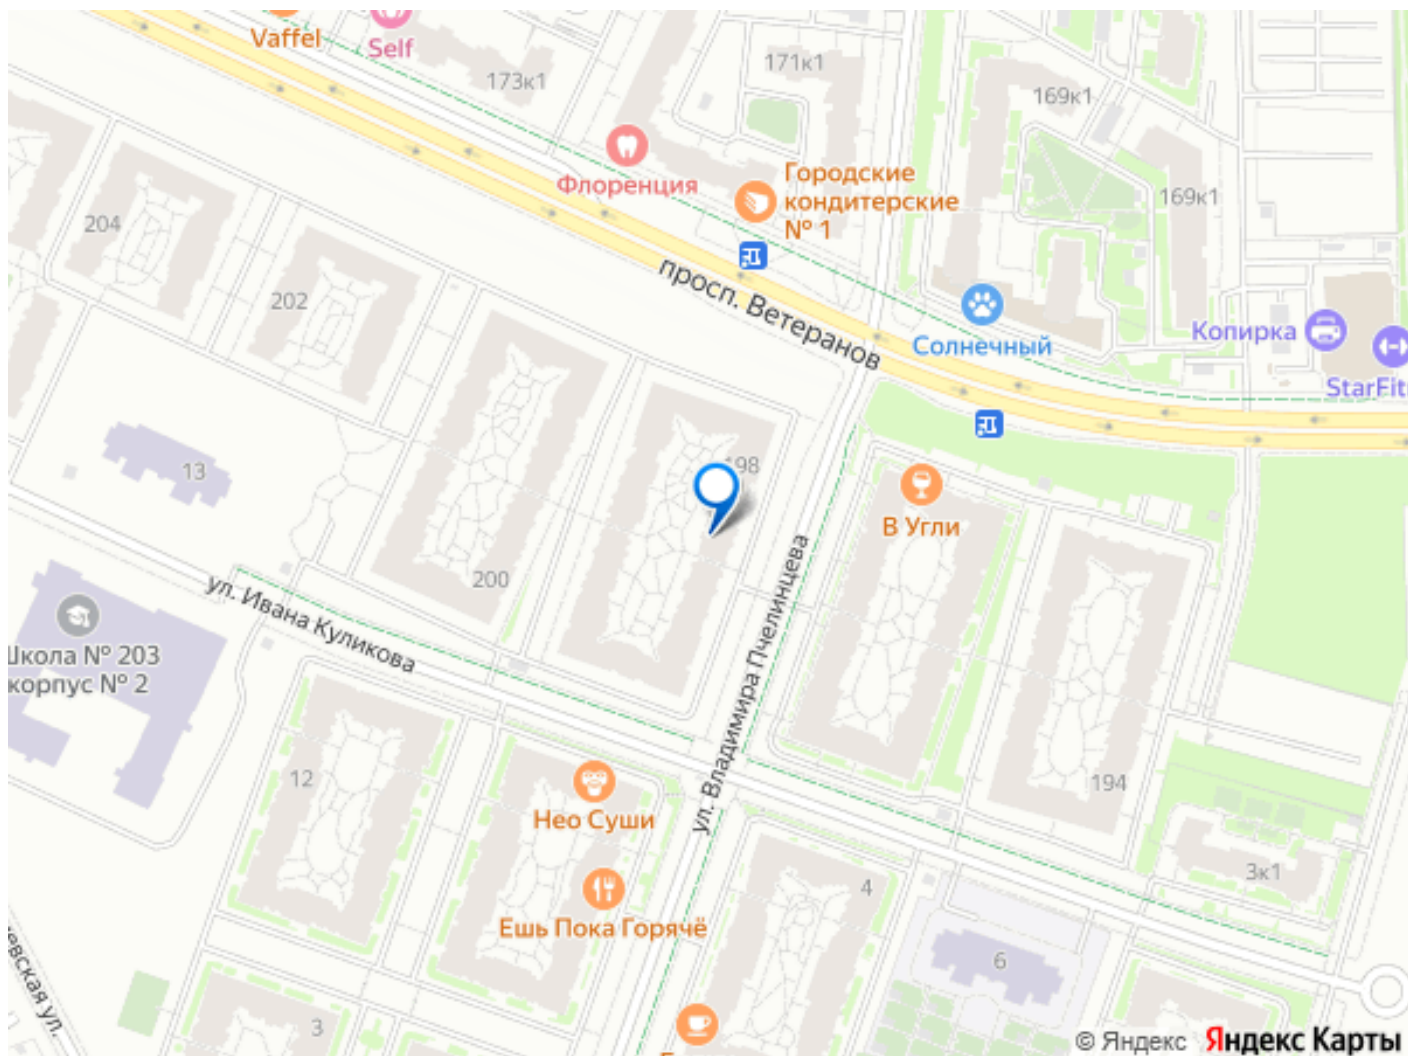 Vaffel
Self
173к1
171к1
169к1
Флоренция
Городские
кондитерские
№ 1
169к1
204
202
просп. Ветеранов
Солнечный
Копирка
198
13
В Угли
200
ул. Ивана Куликова
ул. Владимира Пчелинцева
Школа № 203
корпус № 2
12
Нео Суши
194
4
3к1
Ешь Пока Горячё
6
3
© Яндекс
Яндекс Карты